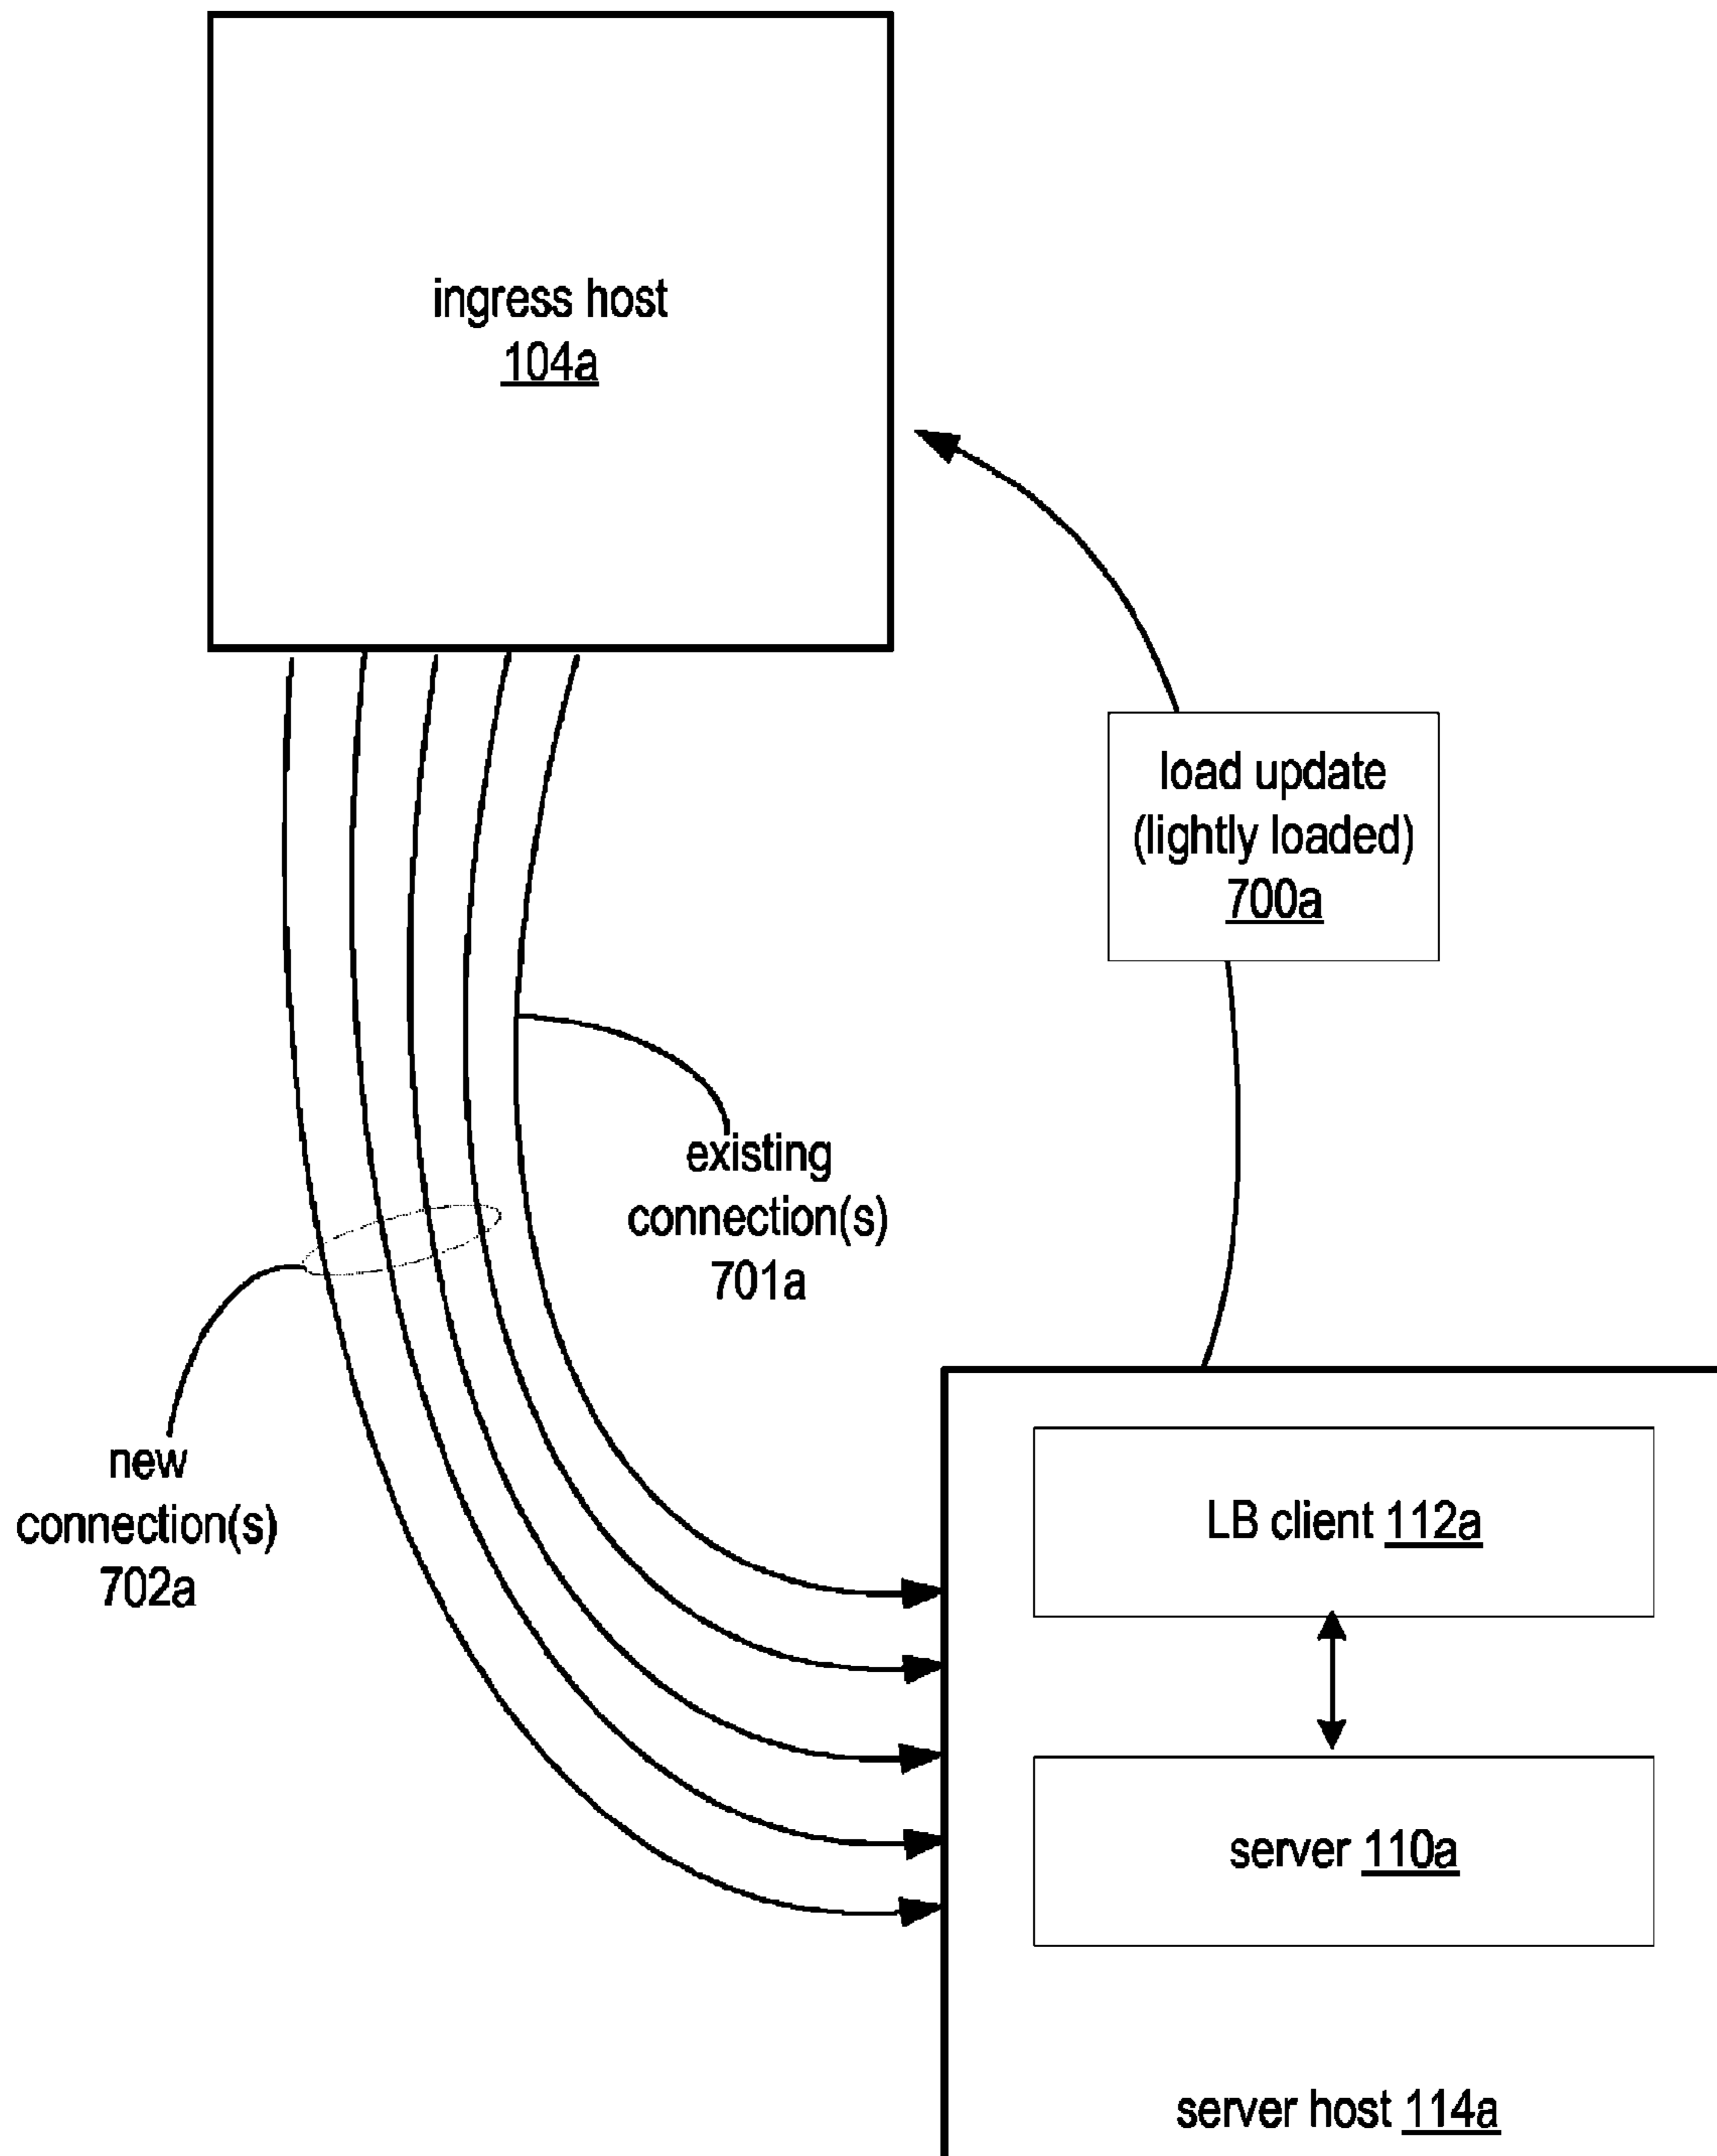 ingress host
104a
load update
(lightly loaded)
700a
existing
connection(s)
701a
new
connection(s)
702a
LB client 112a
server 110a
server host 114a